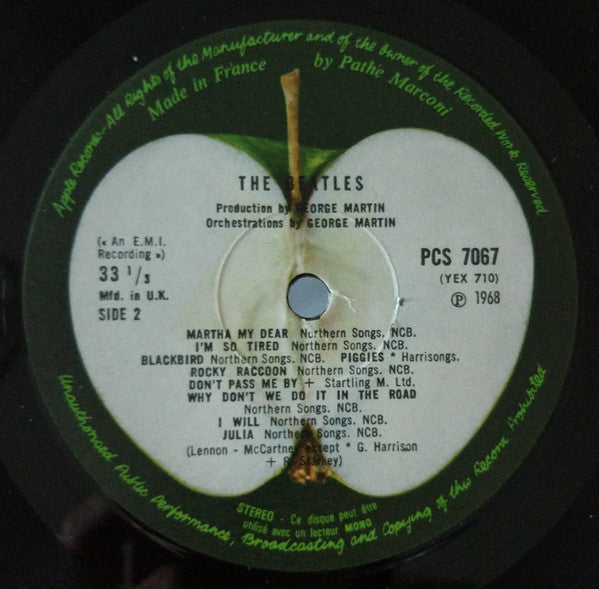 Apple Records-All Rights of the Manufacturer and of the Owner of the Recorded Work Reserved
Made in France by Pathe Marconi
THE BEATLES
Production by GEORGE MARTIN
Orchestrations by GEORGE MARTIN
(« An E.M.I.
Recording »)
33 1/3
Mfd. in U.K.
SIDE 2
PCS 7067
(YEX 710)
Ⓟ 1968
MARTHA MY DEAR Northern Songs. NCB.
I'M SO TIRED Northern Songs. NCB.
BLACKBIRD Northern Songs. NCB. PIGGIES * Harrisongs.
ROCKY RACCOON Northern Songs. NCB.
DON'T PASS ME BY + Startling M. Ltd.
WHY DON'T WE DO IT IN THE ROAD
Northern Songs. NCB.
I WILL Northern Songs. NCB.
JULIA Northern Songs. NCB.
(Lennon - McCartney except * G. Harrison
+ R. Starkey)
STEREO - Ce disque peut être
utilisé avec un lecteur MONO
Unauthorised Public Performance, Broadcasting and Copying of this Record Prohibited